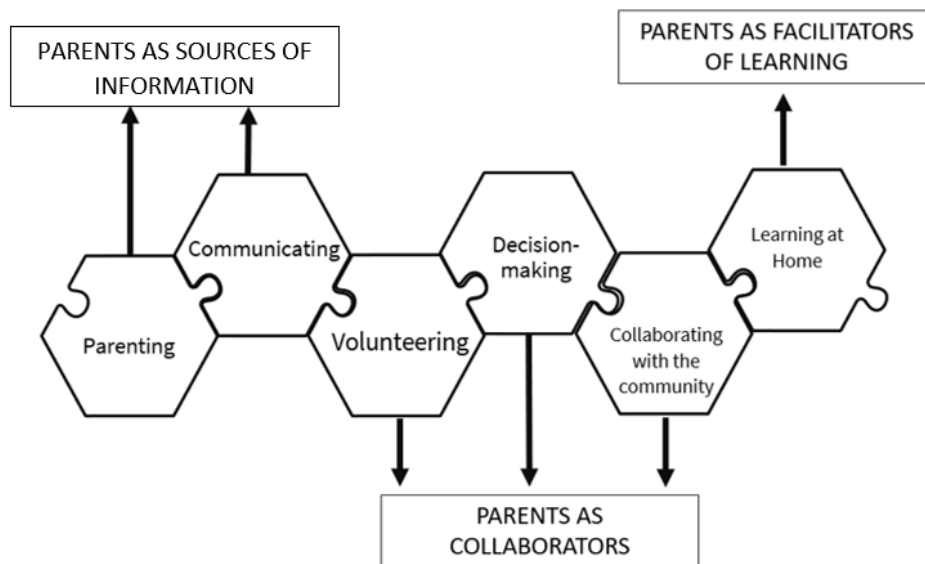 PARENTS AS SOURCES OF
INFORMATION
PARENTS AS FACILITATORS
OF LEARNING
Communicating
Decision-
making
Learning at
Home
Parenting
Volunteering
Collaborating
with the
community
PARENTS AS
COLLABORATORS